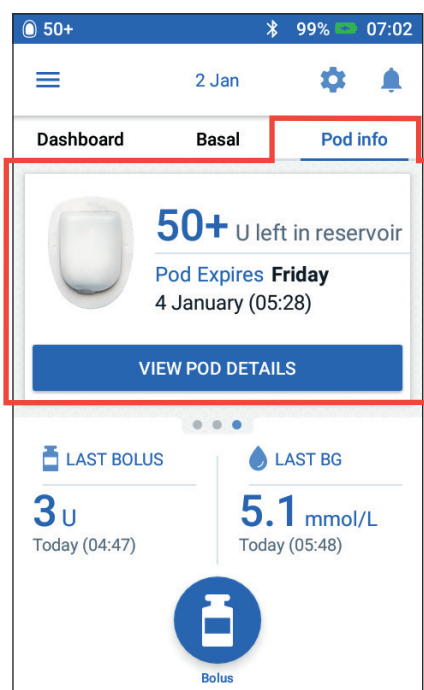 50+ 99% 07:02
2 Jan
Dashboard Basal Pod info
50+ U left in reservoir
Pod Expires Friday
4 January (05:28)
VIEW POD DETAILS
LAST BOLUS
3 U
Today (04:47)
LAST BG
5.1 mmol/L
Today (05:48)
Bolus